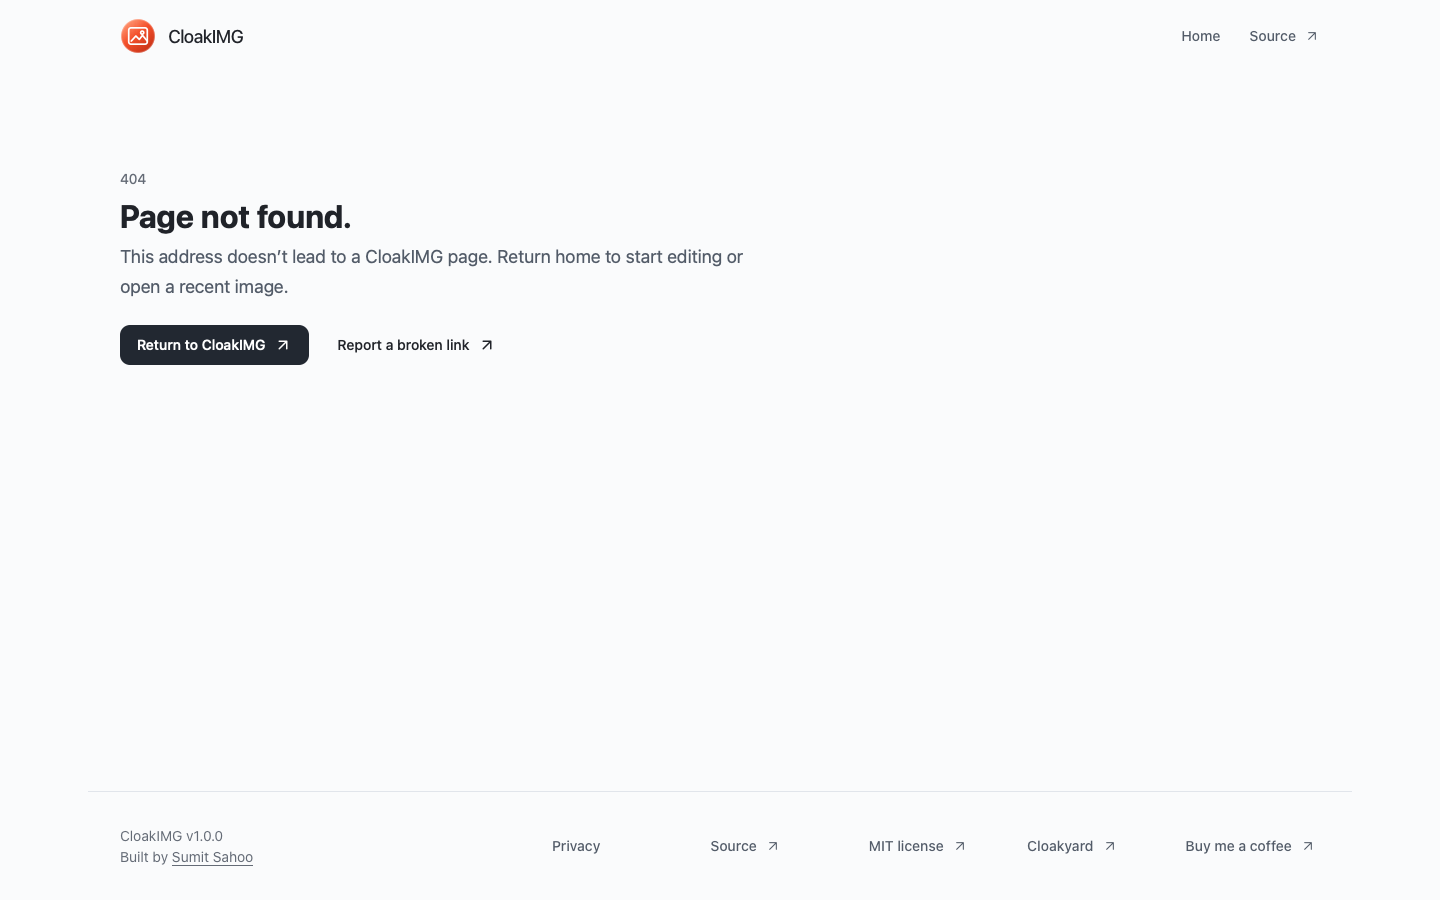 CloakIMG
Home
Source
404
Page not found.
This address doesn’t lead to a CloakIMG page. Return home to start editing or
open a recent image.
Return to CloakIMG
Report a broken link
CloakIMG v1.0.0
Built by Sumit Sahoo
Privacy
Source
MIT license
Cloakyard
Buy me a coffee